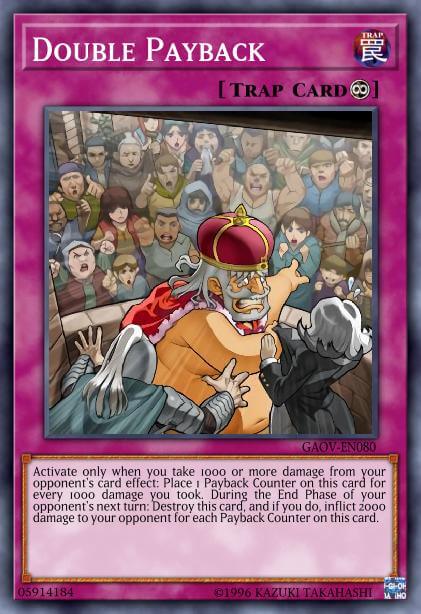 DOUBLE PAYBACK
TRAP
罠
[TRAP CARD∞]
GAOV-EN080
Activate only when you take 1000 or more damage from your
opponent's card effect: Place 1 Payback Counter on this card for
every 1000 damage you took. During the End Phase of your
opponent's next turn: Destroy this card, and if you do, inflict 2000
damage to your opponent for each Payback Counter on this card.
05914184
©1996 KAZUKI TAKAHASHI